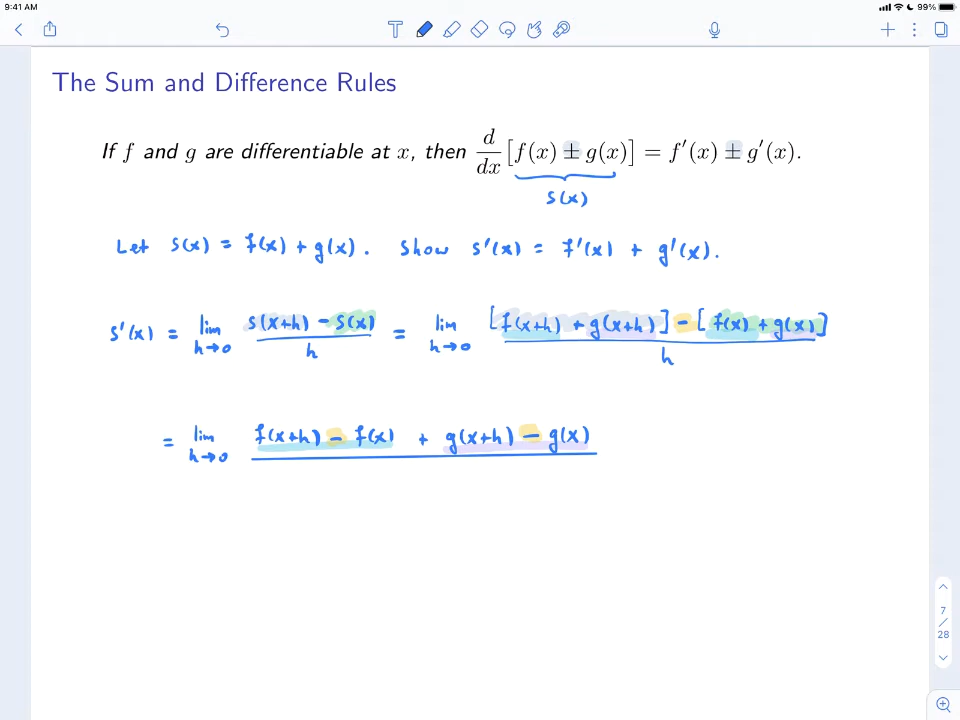 9:41 AM 99%
The Sum and Difference Rules
If f and g are differentiable at x, then d/dx [f(x) ± g(x)] = f′(x) ± g′(x).
S(x)
Let S(x) = f(x) + g(x). Show S'(x) = f'(x) + g'(x).
S'(x) = lim h→0 S(x+h) − S(x) / h = lim h→0 [f(x+h) + g(x+h)] − [f(x) + g(x)] / h
= lim h→0 f(x+h) − f(x) + g(x+h) − g(x)
7
/
28